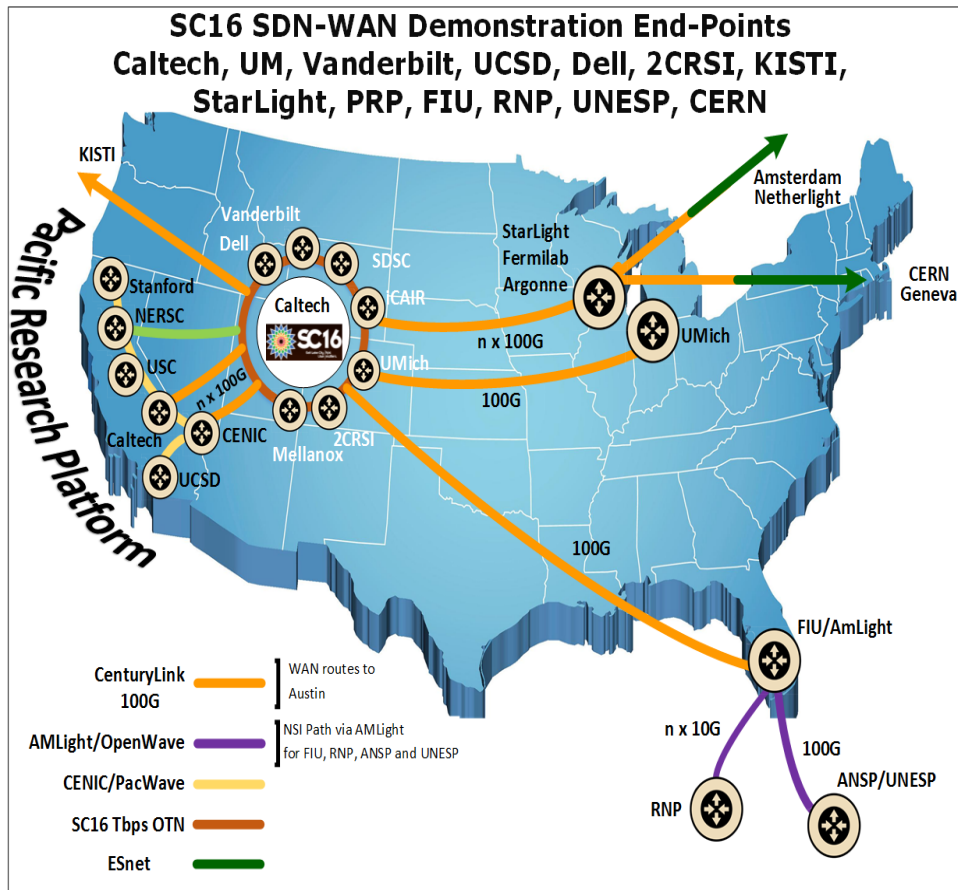 SC16 SDN-WAN Demonstration End-Points
Caltech, UM, Vanderbilt, UCSD, Dell, 2CRSI, KISTI,
StarLight, PRP, FIU, RNP, UNESP, CERN
KISTI
Amsterdam
Netherlight
Vanderbilt
Dell
SDSC
StarLight
Fermilab
Argonne
CERN
Geneva
Pacific Research Platform
Stanford
NERSC
USC
Caltech
CENIC
UCSD
n x 100G
Caltech
SC16
iCAIR
UMich
2CRSI
Mellanox
n x 100G
UMich
100G
100G
FIU/AmLight
n x 10G
100G
RNP
ANSP/UNESP
CenturyLink
100G
WAN routes to
Austin
AMLight/OpenWave
NSI Path via AMLight
for FIU, RNP, ANSP and UNESP
CENIC/PacWave
SC16 Tbps OTN
ESnet